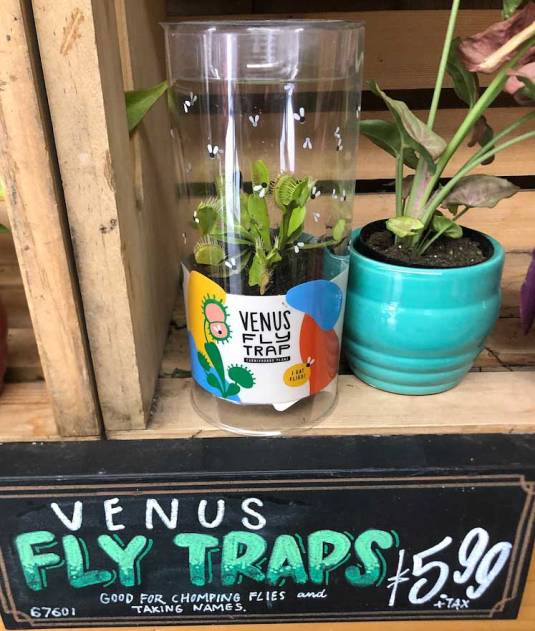 VENUS
FLY
TRAP
CARNIVOROUS PLANT
I EAT
FLIES!
VENUS
FLY TRAPS
$5.99
+TAX
GOOD FOR CHOMPING FLIES and
TAKING NAMES.
67601